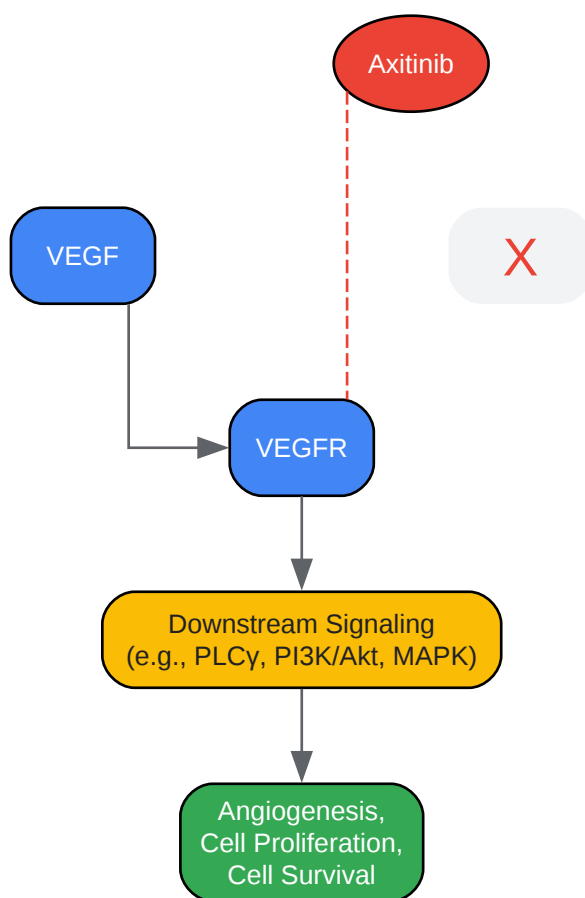 Axitinib
VEGF
X
VEGFR
Downstream Signaling
(e.g., PLCγ, PI3K/Akt, MAPK)
Angiogenesis,
Cell Proliferation,
Cell Survival